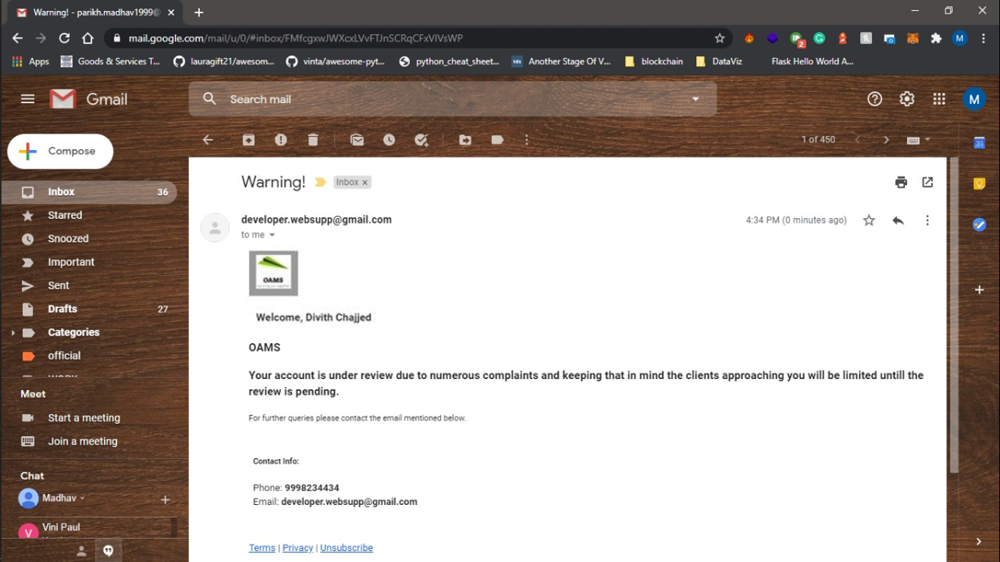 Warning! - parikh.madhav1999@
mail.google.com/mail/u/0/#inbox/FMfcgxwJWXcxLVvFTJnSCRqCFxVlVsWP
2
M
Apps
Goods & Services T...
lauragift21/awesom...
vinta/awesome-pyt...
python_cheat_sheet...
tds
Another Stage Of V...
blockchain
DataViz
Flask Hello World A...
Gmail
Search mail
M
Compose
1 of 450
31
Inbox 36
Starred
Snoozed
Important
Sent
Drafts 27
Categories
official
Meet
Start a meeting
Join a meeting
Chat
Madhav
V
Vini Paul
Warning!
Inbox x
developer.websupp@gmail.com
4:34 PM (0 minutes ago)
to me
OAMS
Welcome, Divith Chajjed
OAMS
Your account is under review due to numerous complaints and keeping that in mind the clients approaching you will be limited untill the
review is pending.
For further queries please contact the email mentioned below.
Contact Info:
Phone: 9998234434
Email: developer.websupp@gmail.com
Terms | Privacy | Unsubscribe